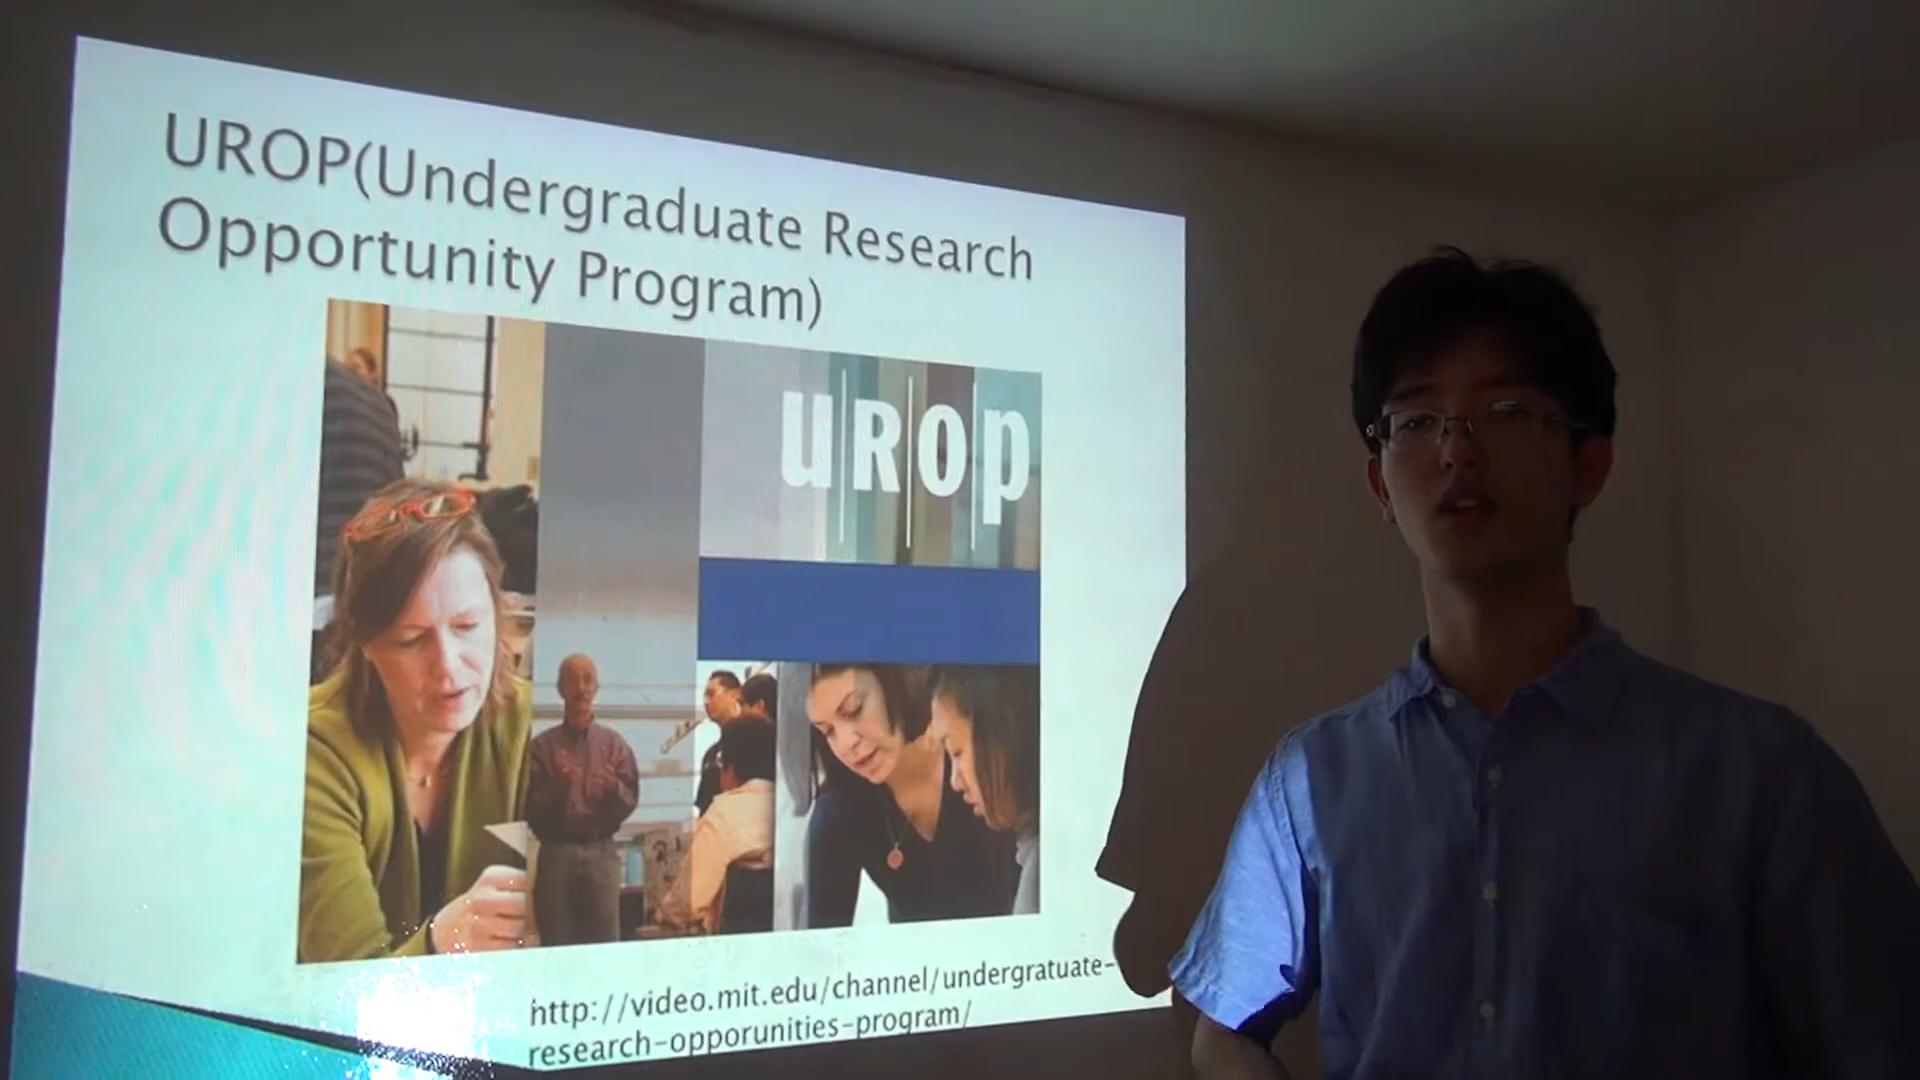 UROP(Undergraduate Research
Opportunity Program)
uRop
http://video.mit.edu/channel/undergratuate-
research-opporunities-program/